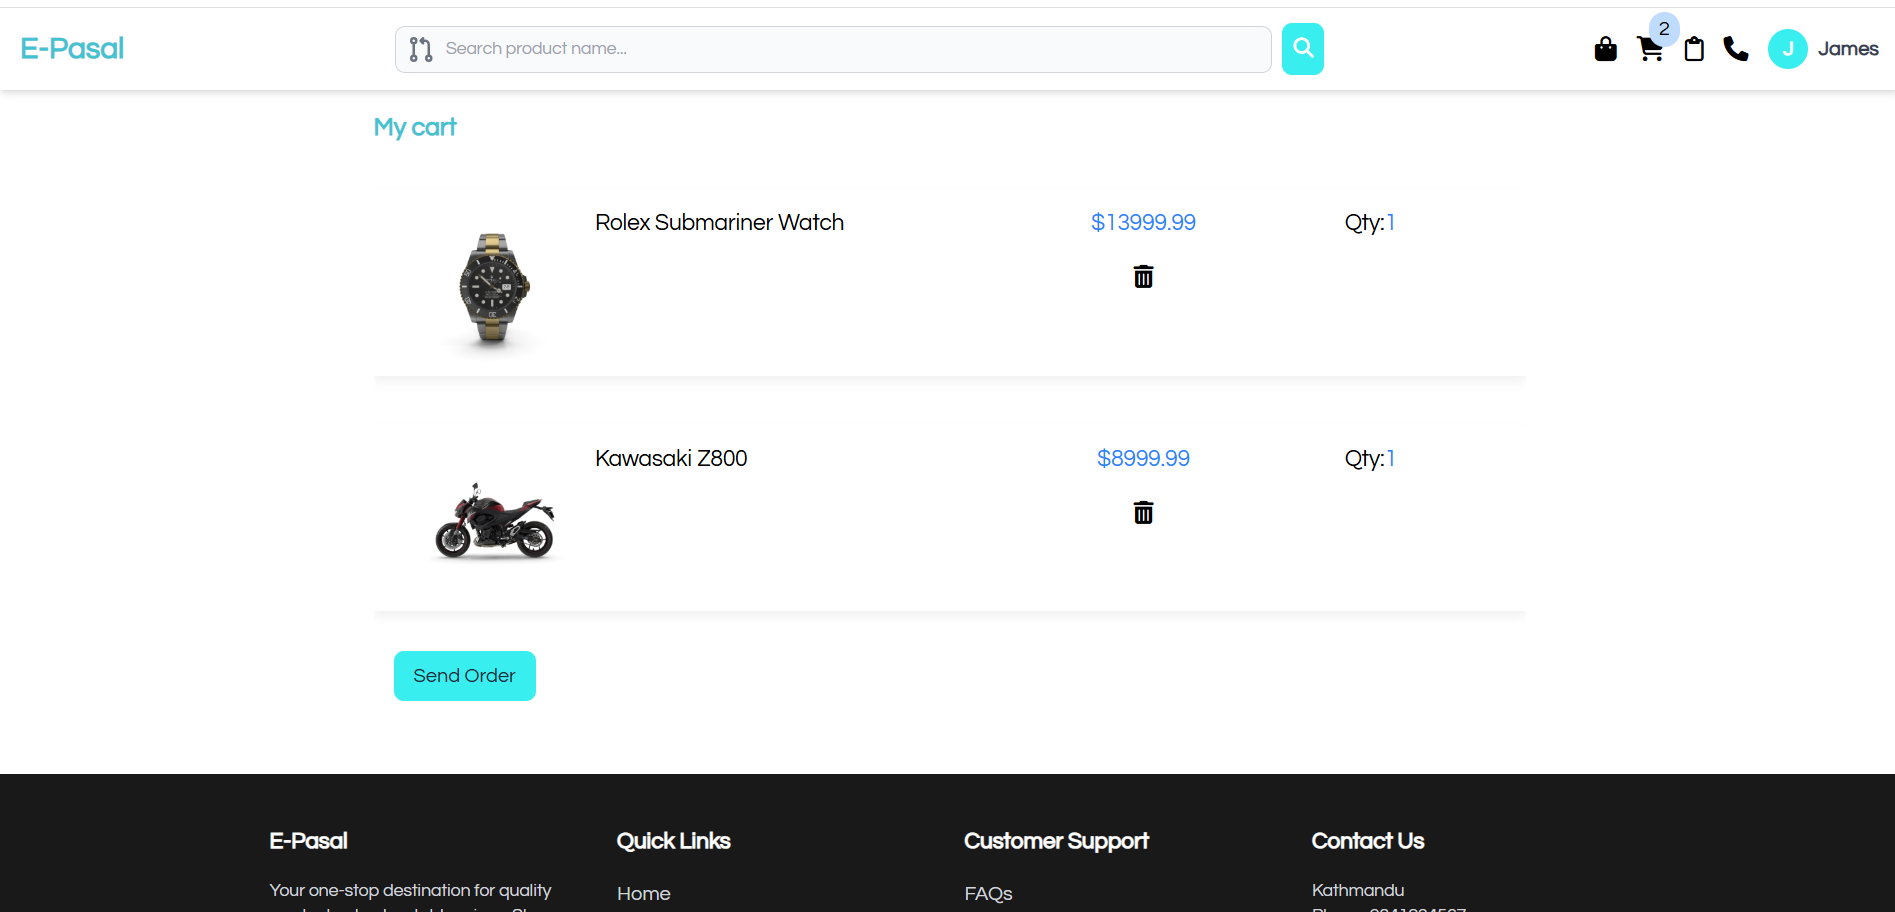 E-Pasal
Search product name...
2
J
James
My cart
Rolex Submariner Watch
$13999.99
Qty:1
Kawasaki Z800
$8999.99
Qty:1
Send Order
E-Pasal
Quick Links
Customer Support
Contact Us
Your one-stop destination for quality
Home
FAQs
Kathmandu